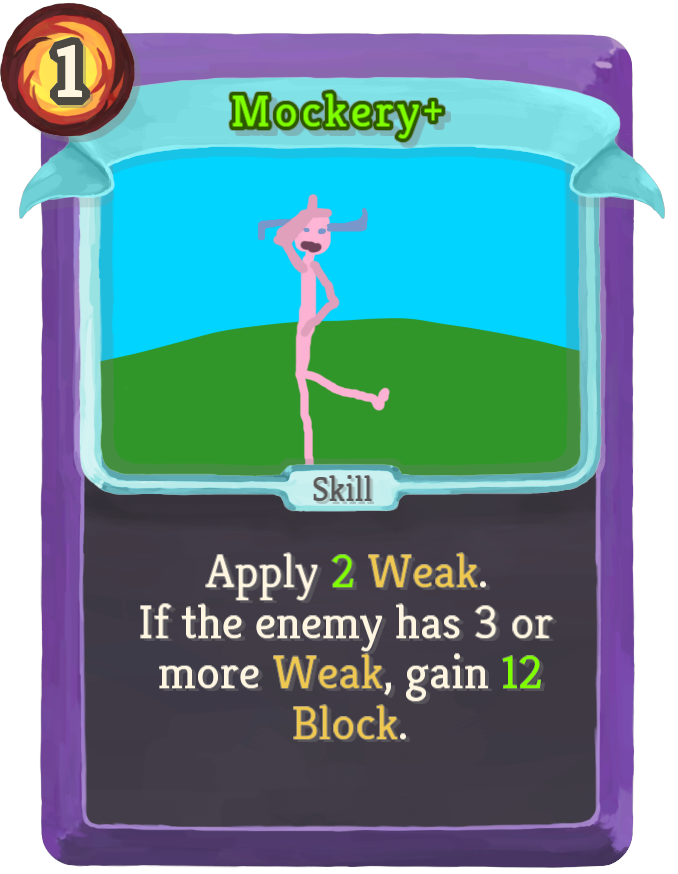 1
Mockery+
Skill
Apply 2 Weak.
If the enemy has 3 or
more Weak, gain 12
Block.